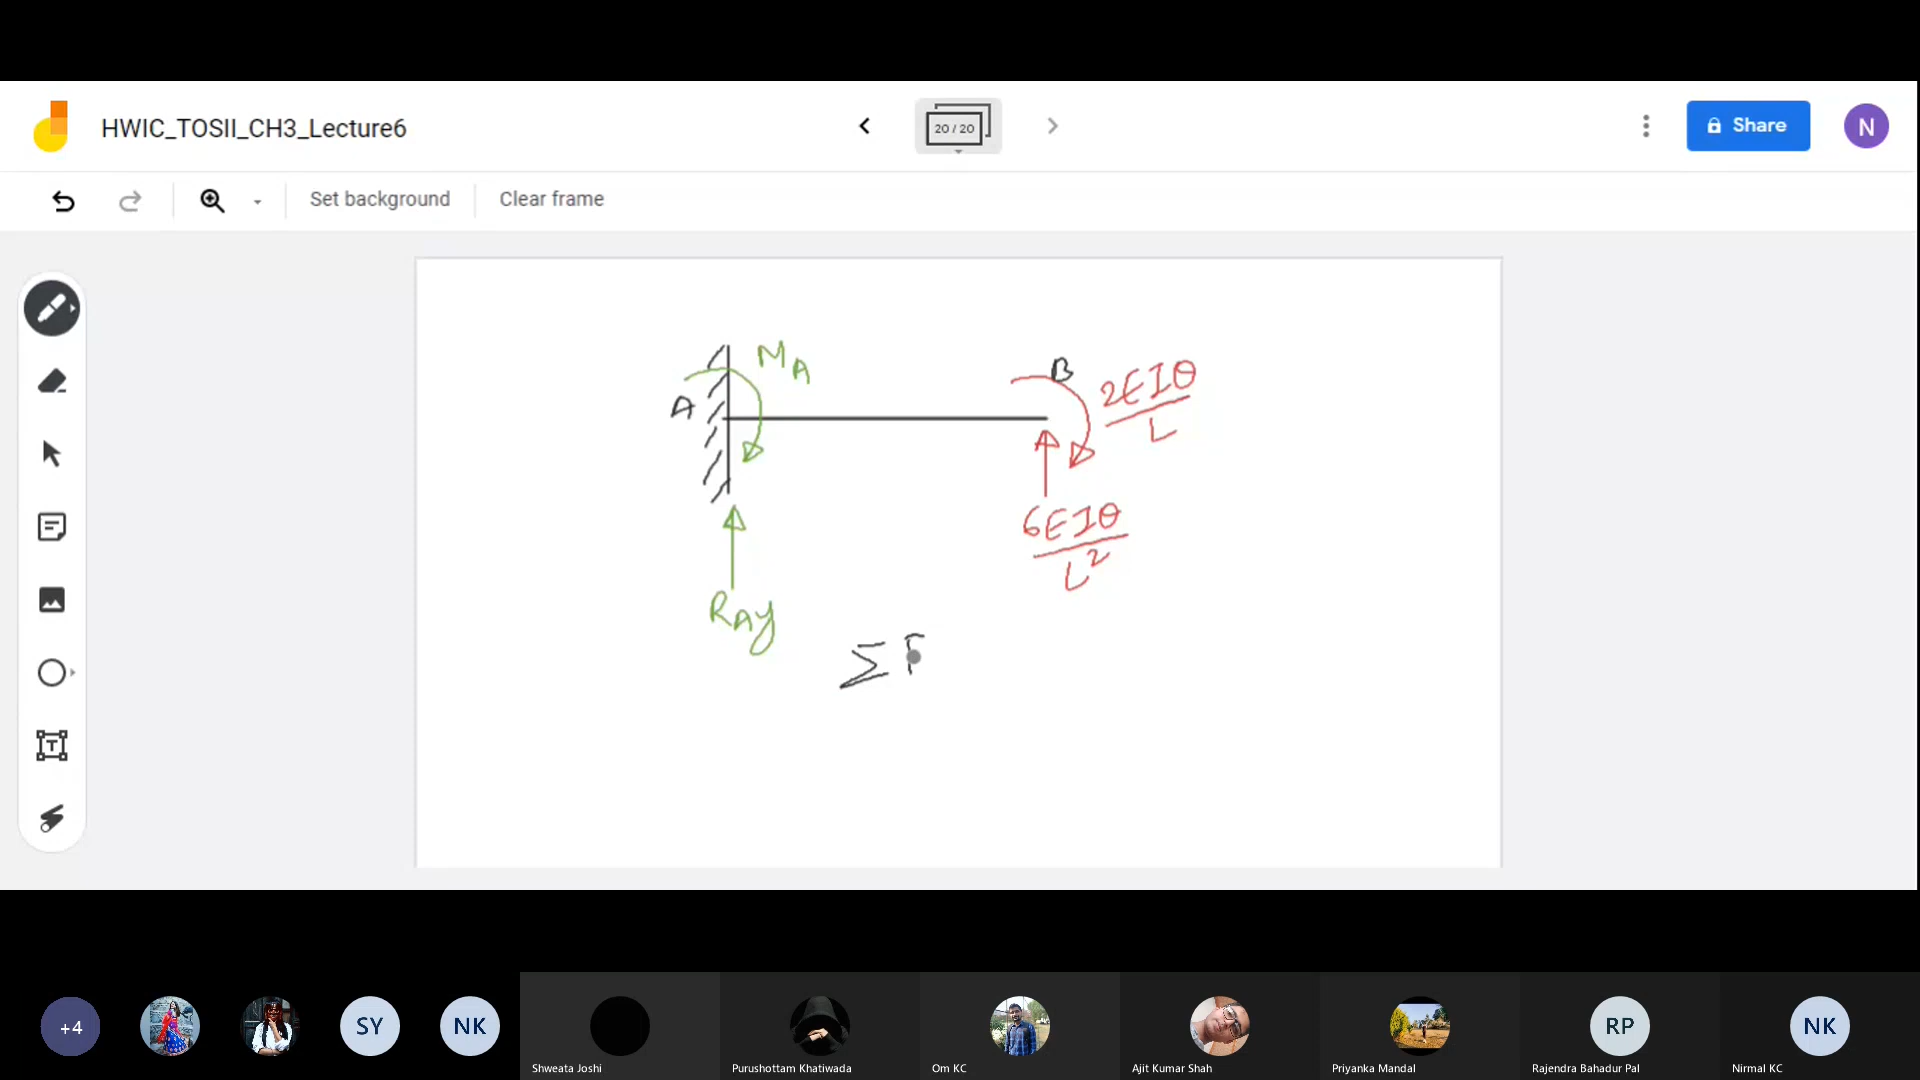 HWIC_TOSII_CH3_Lecture6
20 / 20
Share
N
Set background
Clear frame
M_A
A
B
2EIθ
L
6EIθ
L²
R_Ay
Σ F
T
+4
SY
NK
RP
NK
Shweata Joshi
Purushottam Khatiwada
Om KC
Ajit Kumar Shah
Priyanka Mandal
Rajendra Bahadur Pal
Nirmal KC